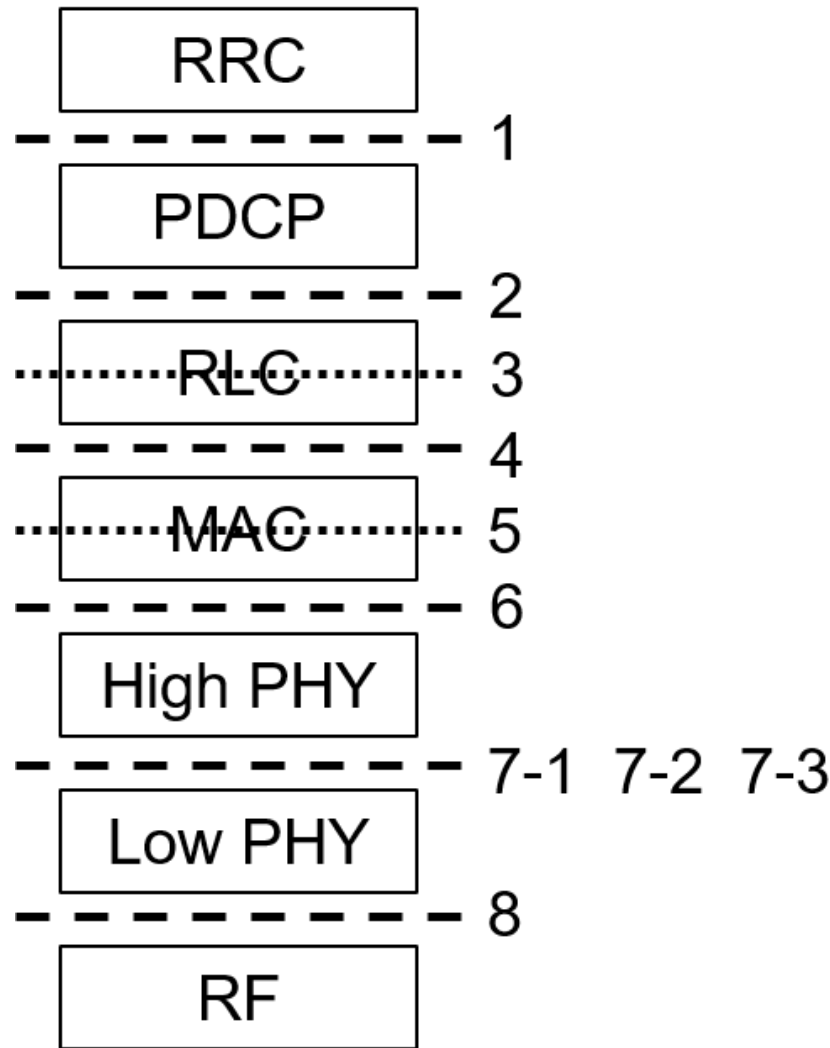 RRC
1
PDCP
2
RLC 3
4
MAC 5
6
High PHY
7-1 7-2 7-3
Low PHY
8
RF